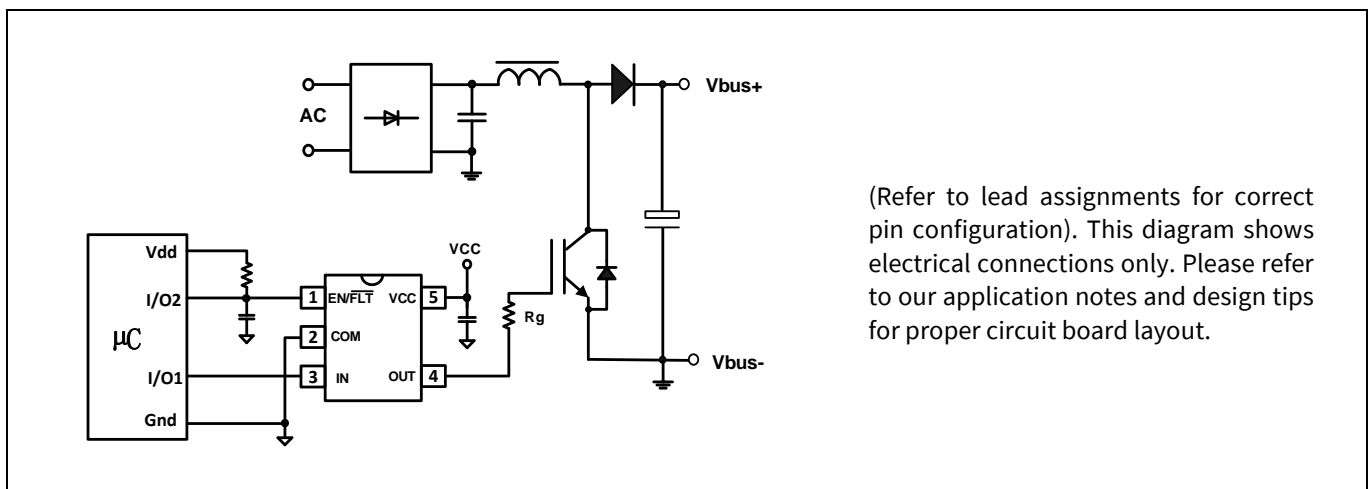 Vbus+
AC
(Refer to lead assignments for correct
pin configuration). This diagram shows
electrical connections only. Please refer
to our application notes and design tips
for proper circuit board layout.
Vdd
VCC
I/O2
1 EN/FLT VCC 5
Rg
μC
2 COM
Vbus-
I/O1
3 IN OUT 4
Gnd